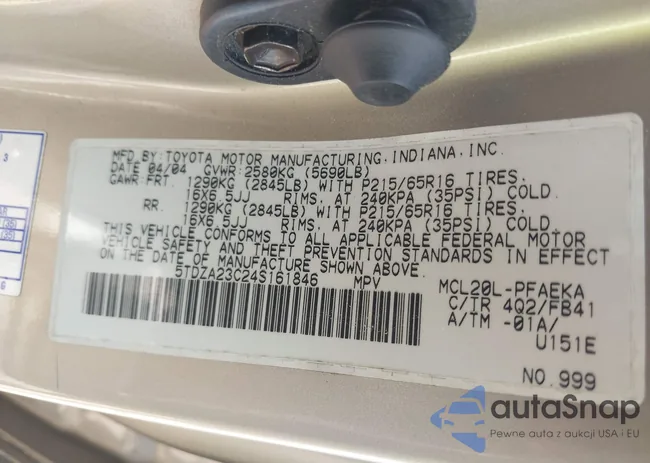 MFD.BY:TOYOTA MOTOR MANUFACTURING,INDIANA,INC.
DATE 04/04 GVWR:2580KG (5690LB)
GAWR:FRT. 1290KG (2845LB) WITH P215/65R16 TIRES.
16X6.5JJ RIMS. AT 240KPA (35PSI) COLD.
RR. 1290KG (2845LB) WITH P215/65R16 TIRES.
16X6.5JJ RIMS. AT 240KPA (35PSI) COLD.
THIS VEHICLE CONFORMS TO ALL APPLICABLE FEDERAL MOTOR
VEHICLE SAFETY AND THEFT PREVENTION STANDARDS IN EFFECT
ON THE DATE OF MANUFACTURE SHOWN ABOVE.
5TDZA23C24S161846 MPV
MCL20L-PFAEKA
C/TR 4Q2/FB41
A/TM -01A/
U151E
NO.999
autaSnap
Pewne auta z aukcji USA i EU